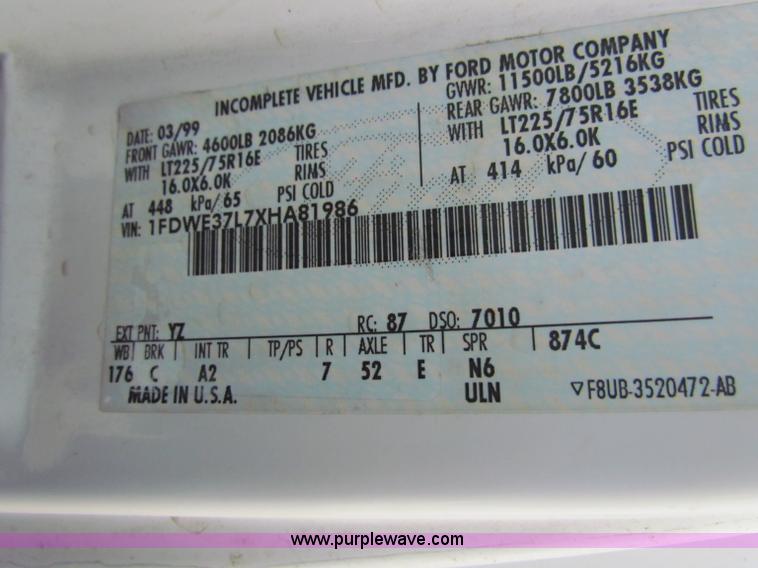 INCOMPLETE VEHICLE MFD. BY FORD MOTOR COMPANY
DATE: 03/99 GVWR: 11500LB/5216KG
FRONT GAWR: 4600LB 2086KG REAR GAWR: 7800LB 3538KG
WITH LT225/75R16E TIRES WITH LT225/75R16E TIRES
16.0X6.0K RIMS 16.0X6.0K RIMS
AT 448 kPa/65 PSI COLD AT 414 kPa/60 PSI COLD
VIN: 1FDWE37L7XHA81986
EXT PNT: YZ RC: 87 DSO: 7010
WB BRK INT TR TP/PS R AXLE TR SPR 874C
176 C A2 7 52 E N6
MADE IN U.S.A. ULN ▽F8UB-3520472-AB
www.purplewave.com